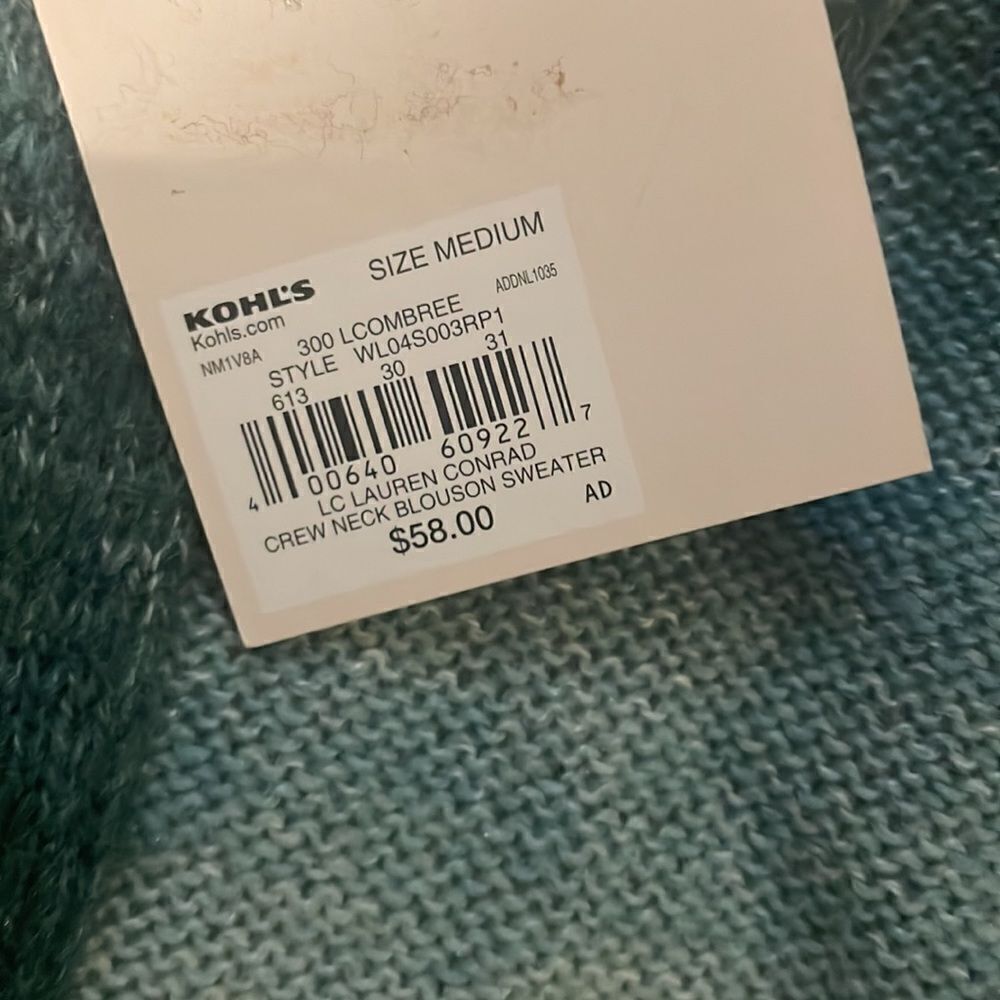 SIZE MEDIUM
KOHL'S
Kohls.com
ADDNL1035
NM1V8A
300 LCOMBREE
STYLE WL04S003RP1
613 30 31
4 00640 60922 7
LC LAUREN CONRAD
CREW NECK BLOUSON SWEATER
$58.00
AD